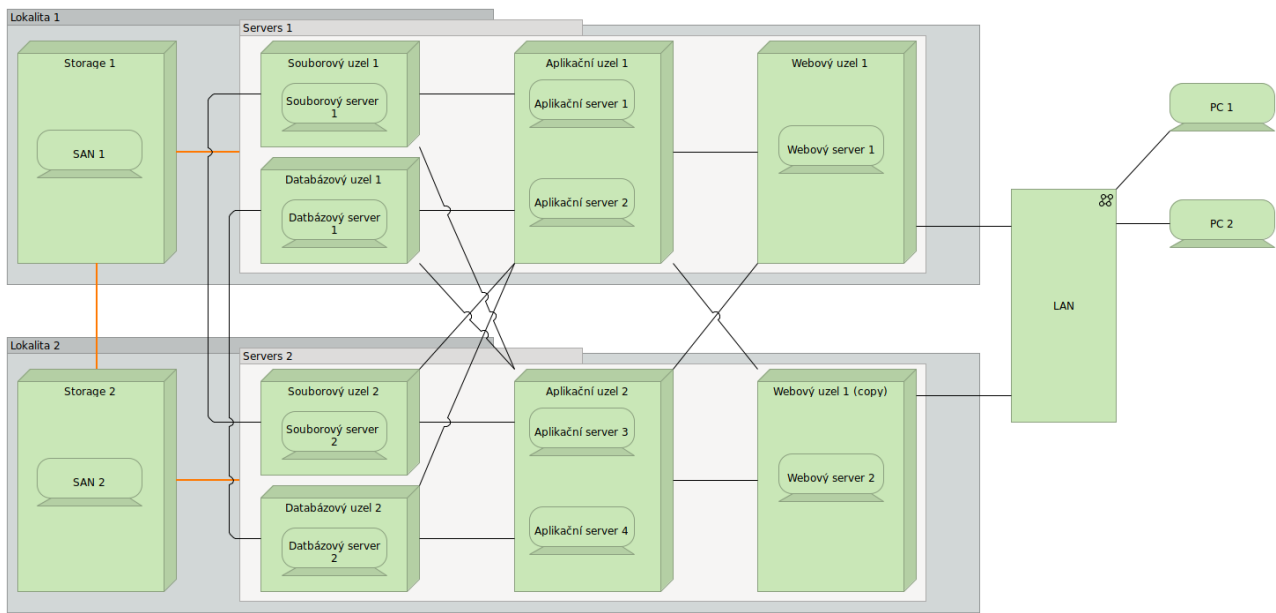 Lokalita 1
Servers 1
Storage 1
SAN 1
Souborový uzel 1
Souborový server
1
Databázový uzel 1
Datbázový server
1
Aplikační uzel 1
Aplikační server 1
Aplikační server 2
Webový uzel 1
Webový server 1
PC 1
PC 2
LAN
Lokalita 2
Servers 2
Storage 2
SAN 2
Souborový uzel 2
Souborový server
2
Databázový uzel 2
Datbázový server
2
Aplikační uzel 2
Aplikační server 3
Aplikační server 4
Webový uzel 1 (copy)
Webový server 2